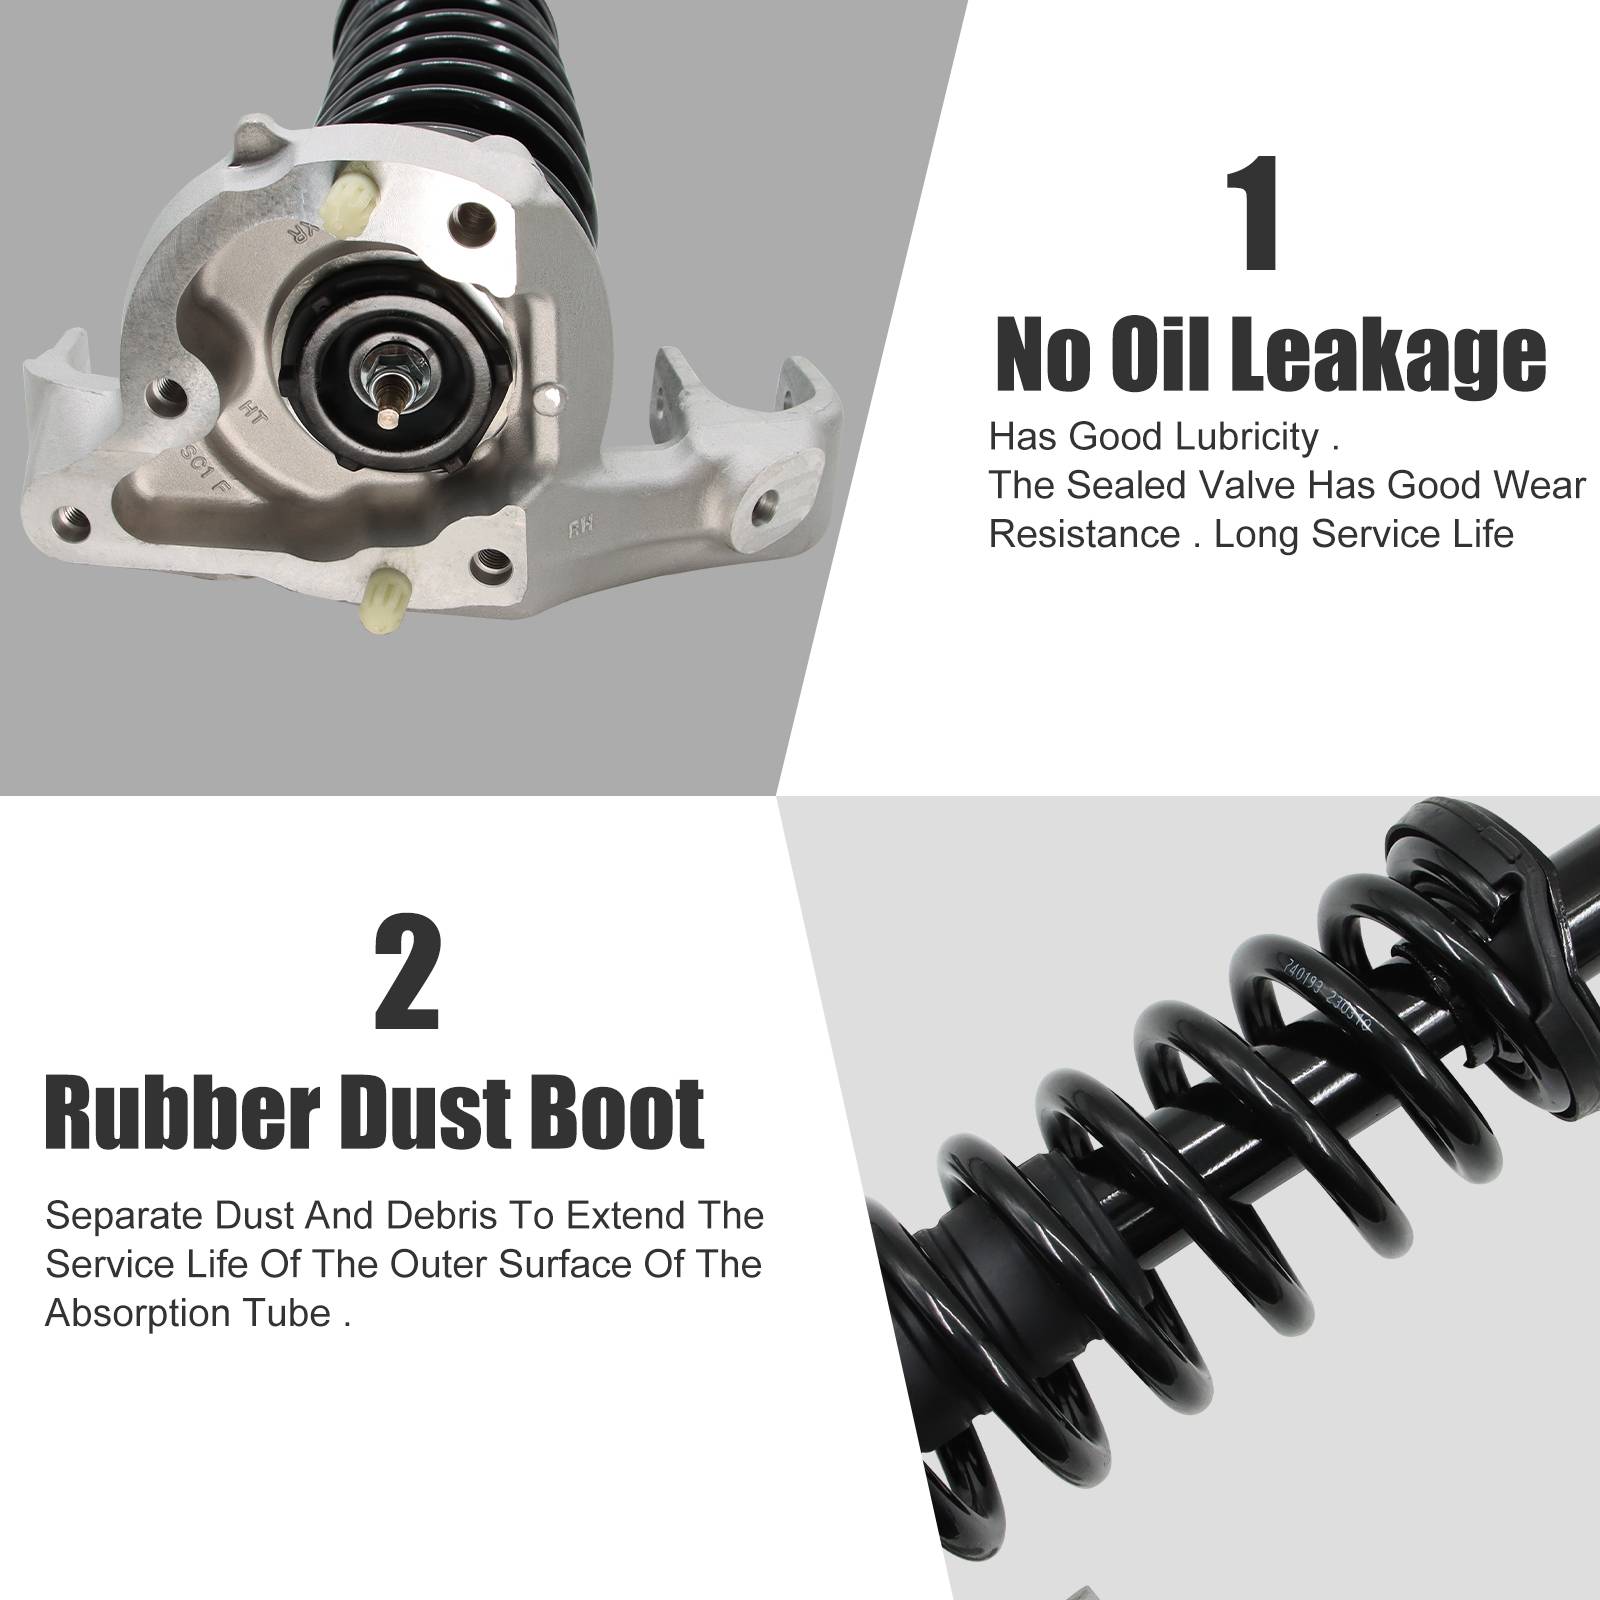 1
No Oil Leakage
Has Good Lubricity .
The Sealed Valve Has Good Wear
Resistance . Long Service Life
XR
HT
SC1 F
RH
2
Rubber Dust Boot
Separate Dust And Debris To Extend The
Service Life Of The Outer Surface Of The
Absorption Tube .
740193 230310